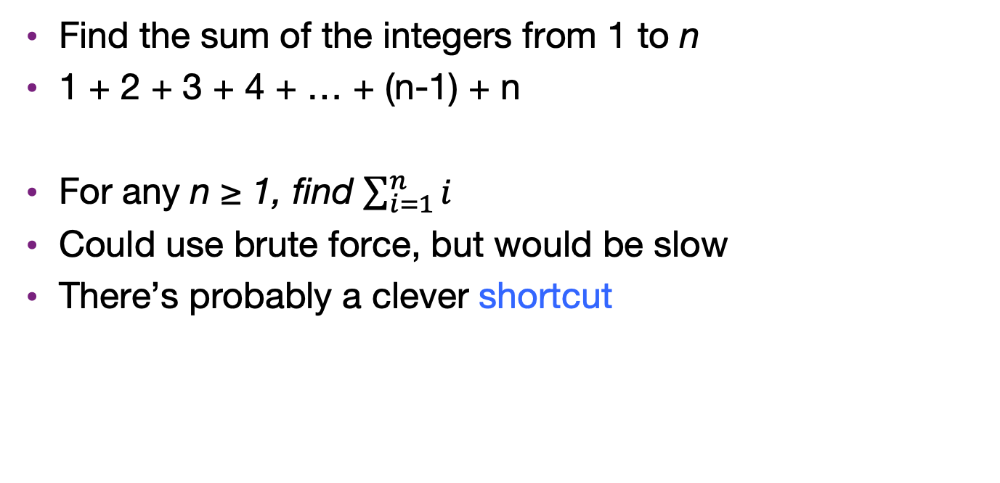 • Find the sum of the integers from 1 to n
• 1 + 2 + 3 + 4 + … + (n-1) + n
• For any n ≥ 1, find ∑ⁿᵢ₌₁ i
• Could use brute force, but would be slow
• There’s probably a clever shortcut